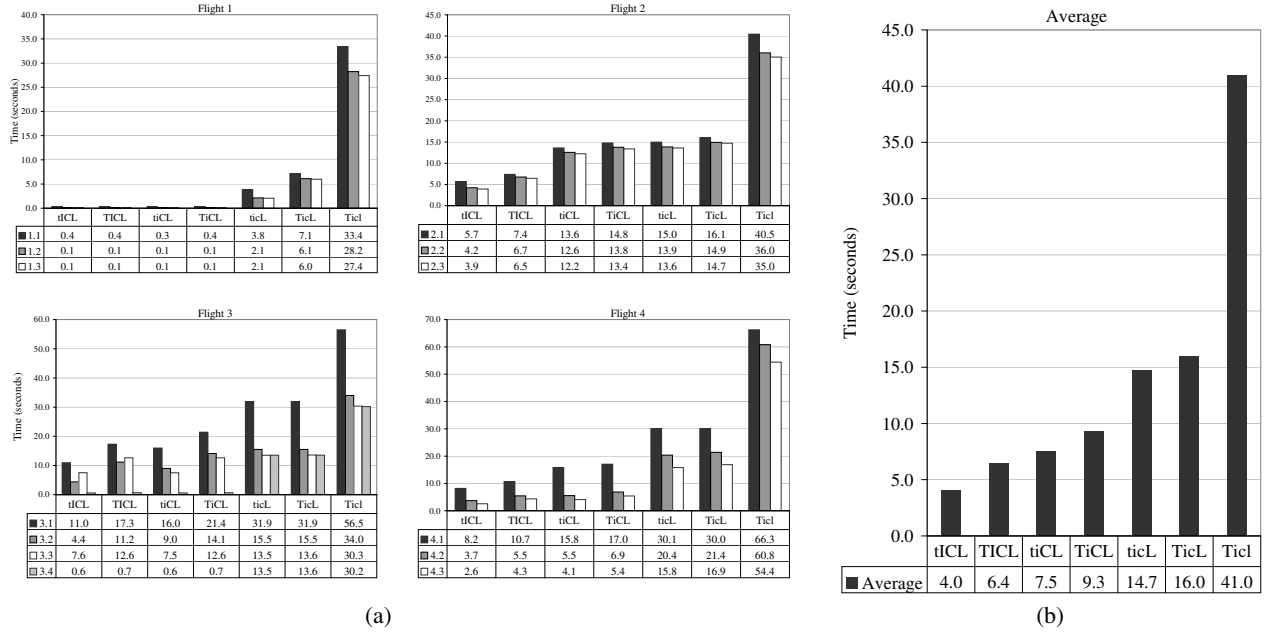 Flight 1
40.0
35.0
30.0
25.0
20.0
15.0
10.0
5.0
0.0
Time (seconds)
tICL TICL tiCL TiCL ticL TicL Ticl
1.1 0.4 0.4 0.3 0.4 3.8 7.1 33.4
1.2 0.1 0.1 0.1 0.1 2.1 6.1 28.2
1.3 0.1 0.1 0.1 0.1 2.1 6.0 27.4
Flight 2
45.0
40.0
35.0
30.0
25.0
20.0
15.0
10.0
5.0
0.0
tICL TICL tiCL TiCL ticL TicL Ticl
2.1 5.7 7.4 13.6 14.8 15.0 16.1 40.5
2.2 4.2 6.7 12.6 13.8 13.9 14.9 36.0
2.3 3.9 6.5 12.2 13.4 13.6 14.7 35.0
Flight 3
60.0
50.0
40.0
30.0
20.0
10.0
0.0
Time (seconds)
tICL TICL tiCL TiCL ticL TicL Ticl
3.1 11.0 17.3 16.0 21.4 31.9 31.9 56.5
3.2 4.4 11.2 9.0 14.1 15.5 15.5 34.0
3.3 7.6 12.6 7.5 12.6 13.5 13.6 30.3
3.4 0.6 0.7 0.6 0.7 13.5 13.6 30.2
Flight 4
70.0
60.0
50.0
40.0
30.0
20.0
10.0
0.0
tICL TICL tiCL TiCL ticL TicL Ticl
4.1 8.2 10.7 15.8 17.0 30.1 30.0 66.3
4.2 3.7 5.5 5.5 6.9 20.4 21.4 60.8
4.3 2.6 4.3 4.1 5.4 15.8 16.9 54.4
(a)
Average
45.0
40.0
35.0
30.0
25.0
20.0
15.0
10.0
5.0
0.0
Time (seconds)
tICL TICL tiCL TiCL ticL TicL Ticl
Average 4.0 6.4 7.5 9.3 14.7 16.0 41.0
(b)